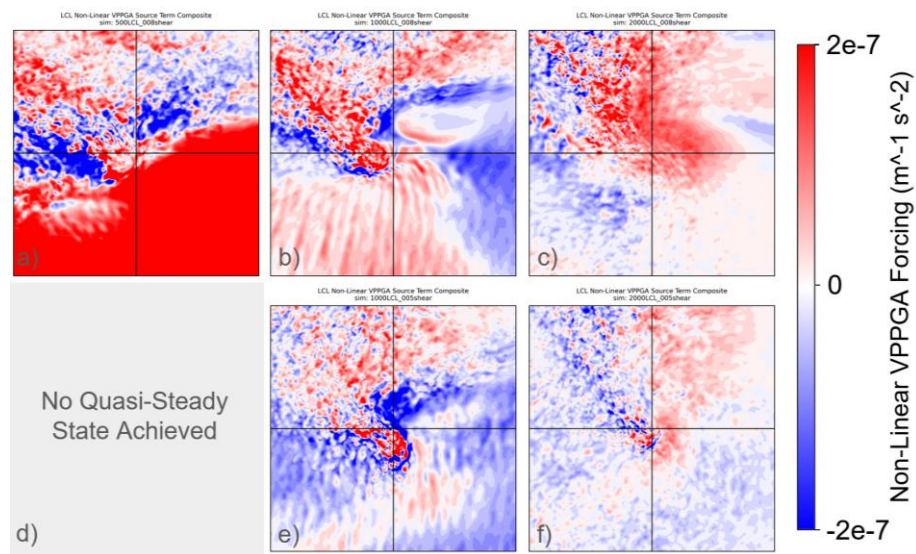 LCL Non-Linear VPPGA Source Term Composite
sim: 500LCL_008shear
LCL Non-Linear VPPGA Source Term Composite
sim: 1000LCL_008shear
LCL Non-Linear VPPGA Source Term Composite
sim: 2000LCL_008shear
a)
b)
c)
No Quasi-Steady
State Achieved
d)
LCL Non-Linear VPPGA Source Term Composite
sim: 1000LCL_005shear
LCL Non-Linear VPPGA Source Term Composite
sim: 2000LCL_005shear
e)
f)
2e-7
0
-2e-7
Non-Linear VPPGA Forcing (m^-1 s^-2)